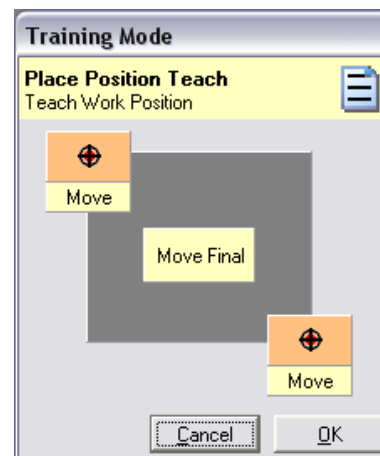 Training Mode
Place Position Teach
Teach Work Position
Move
Move Final
Move
Cancel
OK